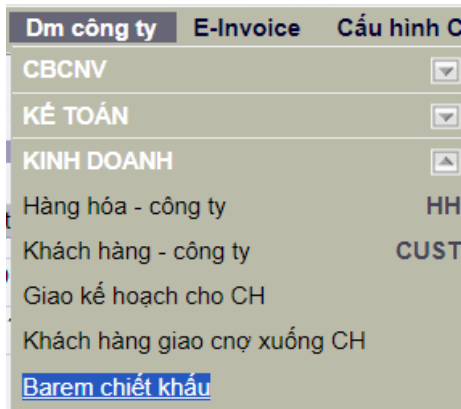 Dm công ty E-Invoice Cấu hình C
CBCNV
KẾ TOÁN
KINH DOANH
Hàng hóa - công ty HH
Khách hàng - công ty CUST
Giao kế hoạch cho CH
Khách hàng giao cnợ xuống CH
Barem chiết khấu